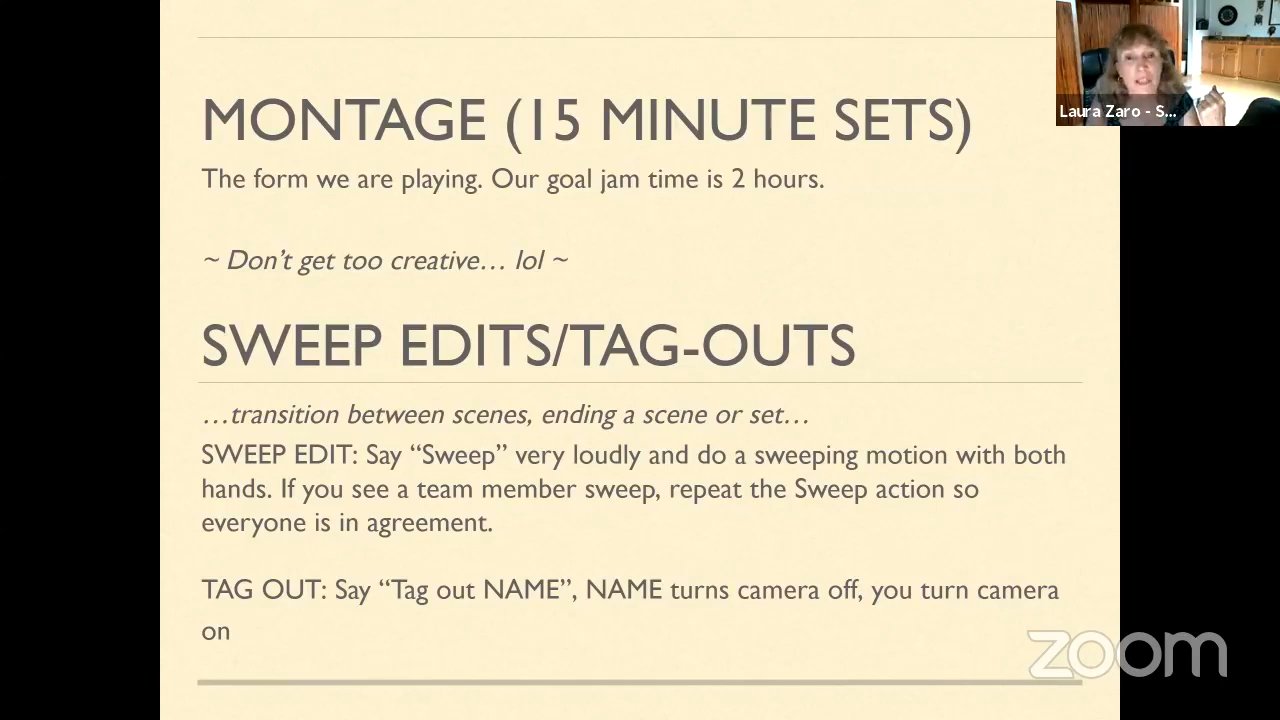 MONTAGE (15 MINUTE SETS)
The form we are playing. Our goal jam time is 2 hours.
~ Don’t get too creative… lol ~
SWEEP EDITS/TAG-OUTS
…transition between scenes, ending a scene or set…
SWEEP EDIT: Say “Sweep” very loudly and do a sweeping motion with both
hands. If you see a team member sweep, repeat the Sweep action so
everyone is in agreement.
TAG OUT: Say “Tag out NAME”, NAME turns camera off, you turn camera
on
Laura Zaro - S...
zoom